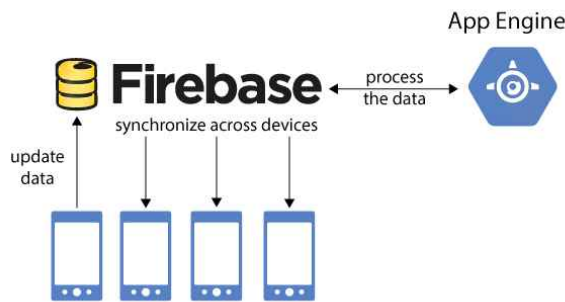 App Engine
Firebase
process
the data
synchronize across devices
update
data